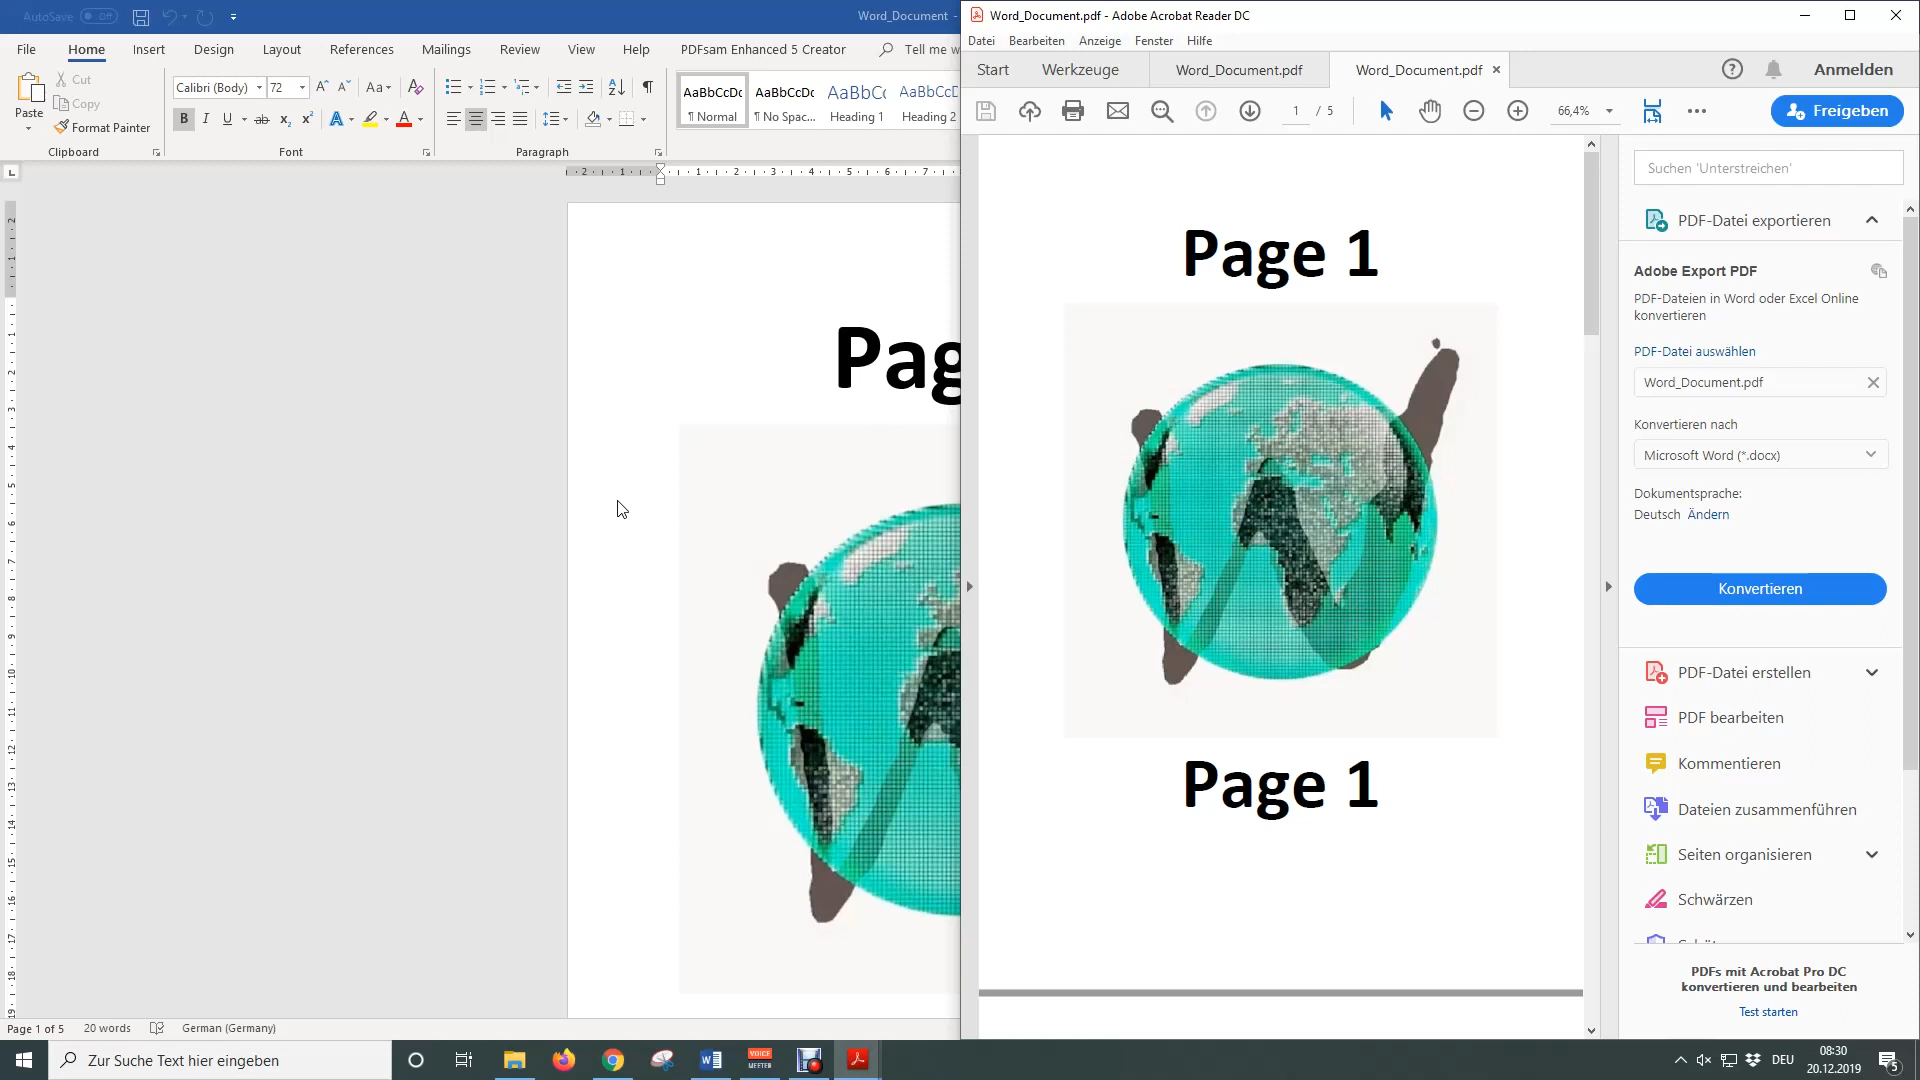 AutoSave Off
Word_Document -
File Home Insert Design Layout References Mailings Review View Help PDFsam Enhanced 5 Creator Tell me w
Paste
Cut
Copy
Format Painter
Clipboard
Calibri (Body) 72
Font
Paragraph
AaBbCcDc AaBbCcDc AaBbCc AaBbCcD
¶ Normal ¶ No Spac... Heading 1 Heading 2
Pag
Page 1 of 5 20 words German (Germany)
Word_Document.pdf - Adobe Acrobat Reader DC
Datei Bearbeiten Anzeige Fenster Hilfe
Start Werkzeuge Word_Document.pdf Word_Document.pdf Anmelden
1 / 5 66,4% Freigeben
Page 1
Page 1
Suchen 'Unterstreichen'
PDF-Datei exportieren
Adobe Export PDF
PDF-Dateien in Word oder Excel Online
konvertieren
PDF-Datei auswählen
Word_Document.pdf
Konvertieren nach
Microsoft Word (*.docx)
Dokumentsprache:
Deutsch Ändern
Konvertieren
PDF-Datei erstellen
PDF bearbeiten
Kommentieren
Dateien zusammenführen
Seiten organisieren
Schwärzen
PDFs mit Acrobat Pro DC
konvertieren und bearbeiten
Test starten
Zur Suche Text hier eingeben
VOICE
MEETER
DEU
08:30
20.12.2019
5